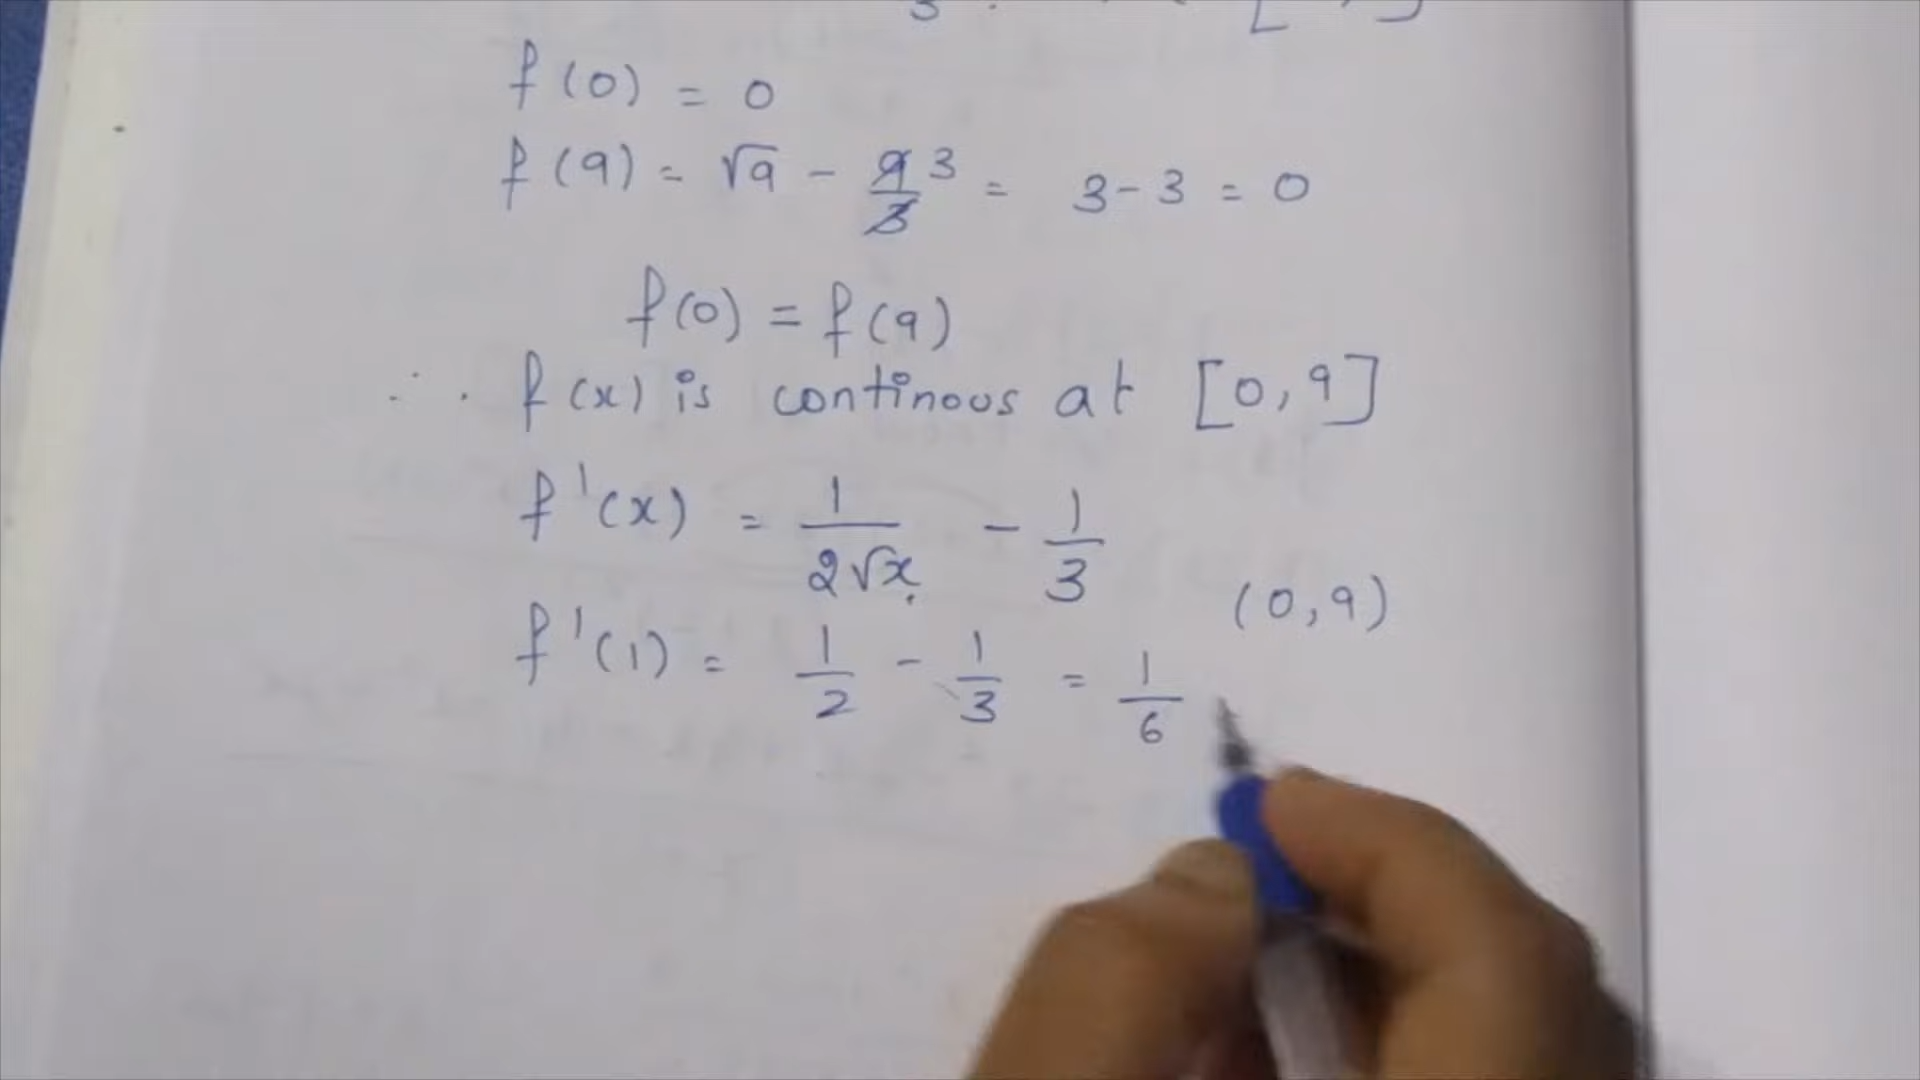 f(0) = 0
f(9) = √9 - 9/3 3 = 3-3 = 0
f(0) = f(9)
∴ f(x) is continous at [0,9]
f'(x) = 1/2√x - 1/3
(0,9)
f'(1) = 1/2 - 1/3 = 1/6